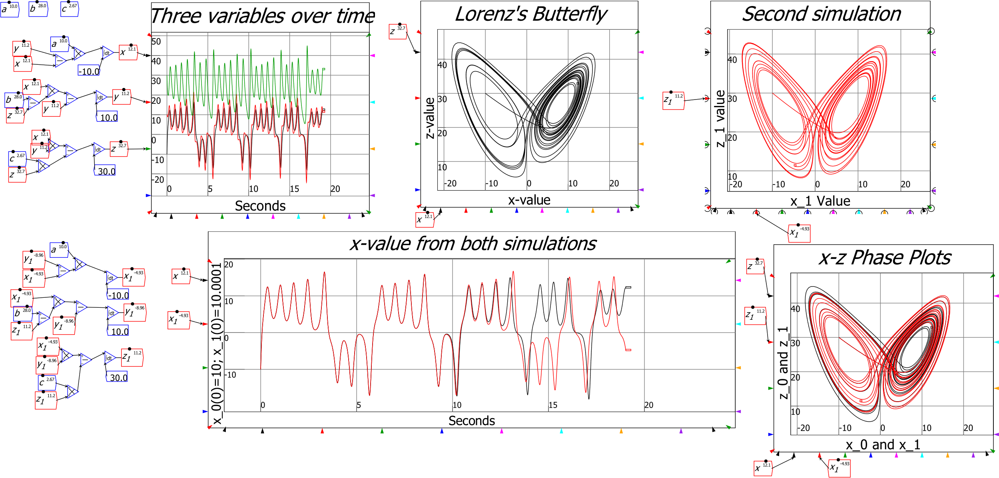 a 10.0
b 28.0
c 2.67
Three variables over time
Lorenz's Butterfly
Second simulation
y 11.2
x 12.1
a 10.0
×
+
−
∫dt
-10.0
x 12.1
x 12.1
b 28.0
z 32.7
×
+
−
y 11.2
+
−
∫dt
10.0
y 11.2
x 12.1
y 11.2
×
c 2.67
z 32.7
×
+
−
∫dt
30.0
z 32.7
50
40
30
20
10
0
-10
-20
0 5 10 15 20
Seconds
z 32.7
x 12.1
z-value
40
30
20
10
-20 -10 0 10 20
x-value
z1 11.2
x1 -4.93
z_1 value
40
30
20
10
-20 -10 0 10 20
x_1 Value
y1 -8.96
x1 -4.93
a 10.0
+
−
×
∫dt
-10.0
x1 -4.93
x1 -4.93
b 28.0
z1 11.2
+
−
×
y1 -8.96
+
−
∫dt
10.0
y1 -8.96
x1 -4.93
y1 -8.96
×
c 2.67
z1 11.2
×
+
−
∫dt
30.0
z1 11.2
x-value from both simulations
x 12.1
x1 -4.93
x_0(0)=10; x_1(0)=10.0001
20
10
0
-10
0 5 10 15 20
Seconds
x-z Phase Plots
z 32.7
z1 11.2
z_0 and z_1
40
30
20
10
-20 -10 0 10 20
x_0 and x_1
x 12.1
x1 -4.93